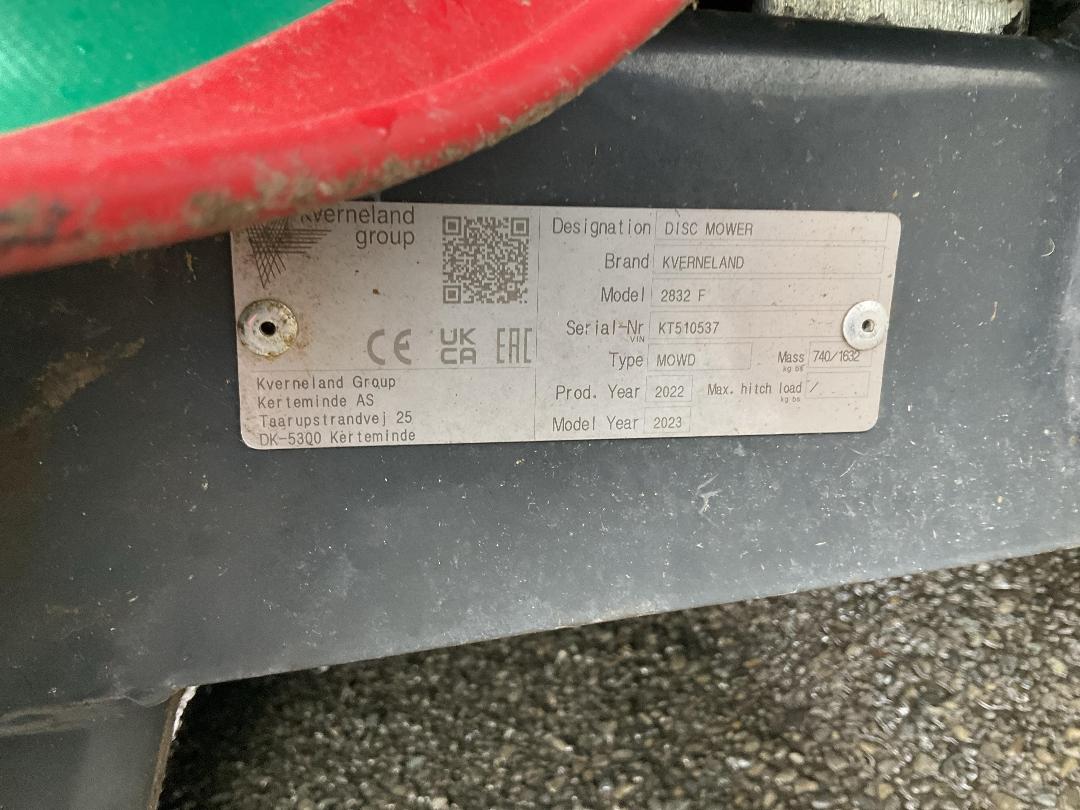 kverneland
group
CE
UK
CA
EAC
Kverneland Group
Kerteminde AS
Taarupstrandvej 25
DK-5300 Kerteminde
Designation DISC MOWER
Brand KVERNELAND
Model 2832 F
Serial-Nr KT510537
VIN
Type MOWD Mass 740/1632
kg lbs
Prod. Year 2022 Max. hitch load /
kg lbs
Model Year 2023